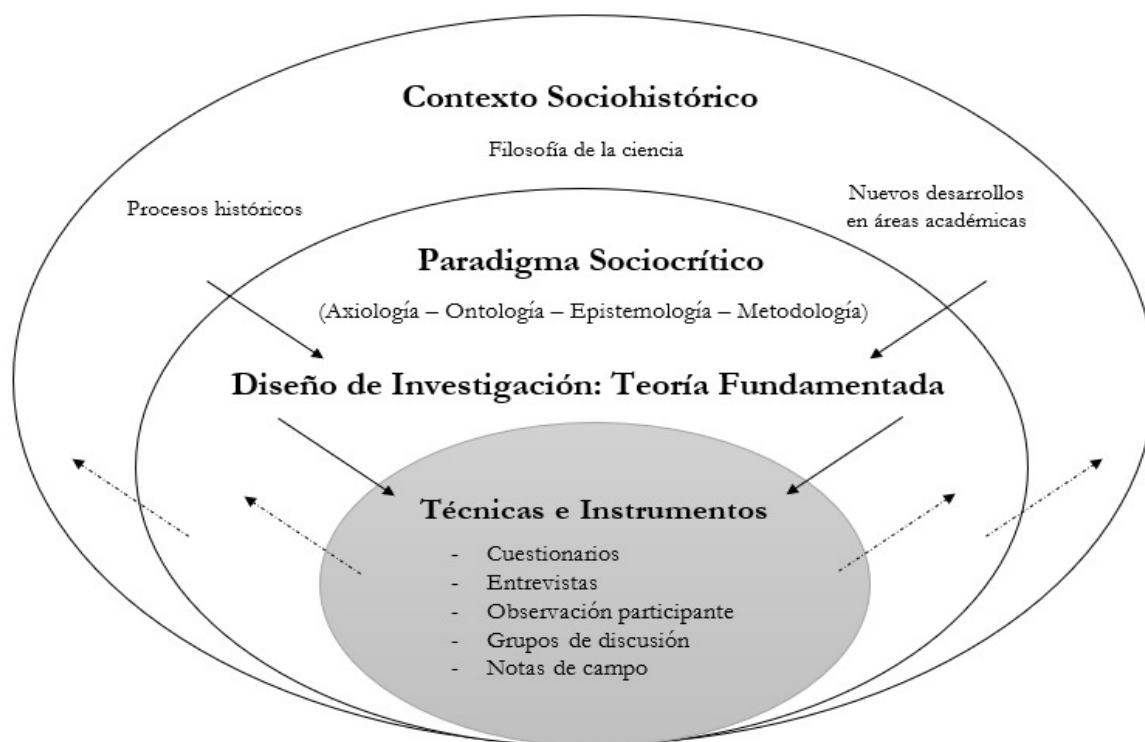 Contexto Sociohistórico
Filosofía de la ciencia
Procesos históricos
Nuevos desarrollos
en áreas académicas
Paradigma Sociocrítico
(Axiología – Ontología – Epistemología – Metodología)
Diseño de Investigación: Teoría Fundamentada
Técnicas e Instrumentos
- Cuestionarios
- Entrevistas
- Observación participante
- Grupos de discusión
- Notas de campo